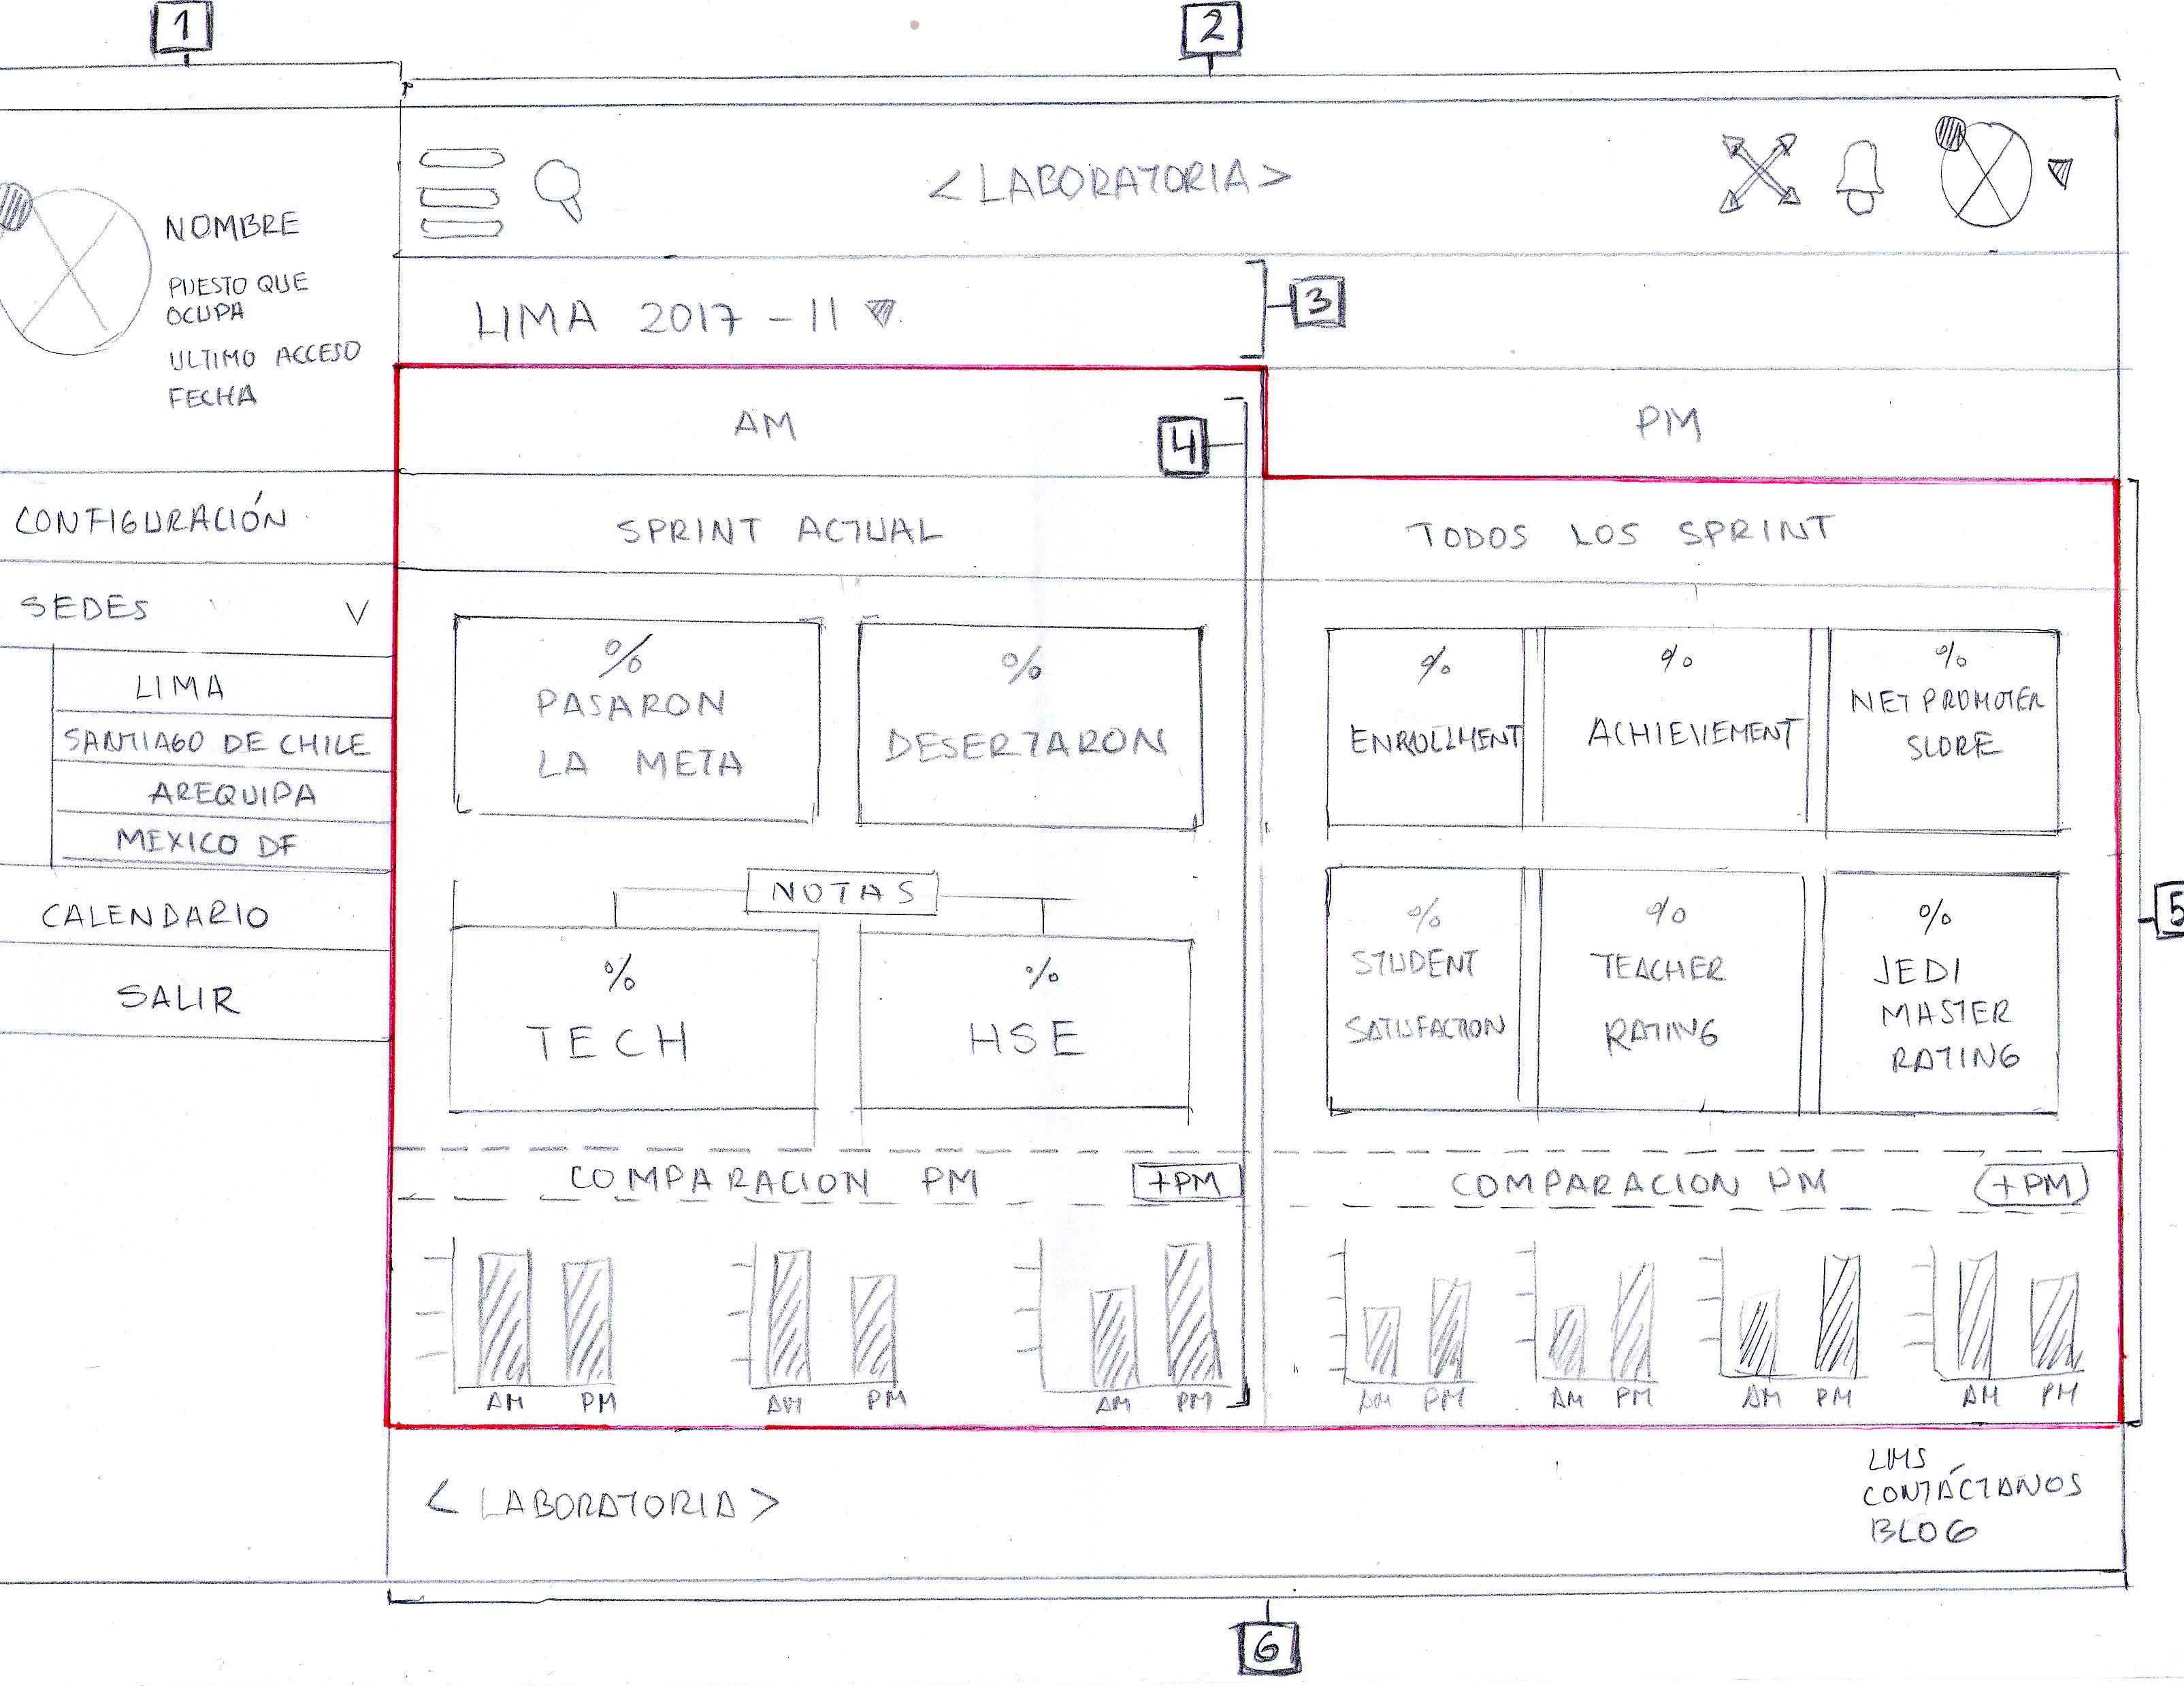 1
2
< LABORATORIA >
NOMBRE
PUESTO QUE
OCUPA
ULTIMO ACCESO
FECHA
LIMA 2017 - II
3
AM
4
PM
CONFIGURACIÓN
SPRINT ACTUAL
TODOS LOS SPRINT
SEDES V
LIMA
SANTIAGO DE CHILE
AREQUIPA
MEXICO DF
CALENDARIO
SALIR
%
PASARON
LA META
%
DESERTARON
%
ENROLLMENT
%
ACHIEVEMENT
%
NET PROMOTER
SCORE
NOTAS
%
TECH
%
HSE
%
STUDENT
SATISFACTION
%
TEACHER
RATING
%
JEDI
MASTER
RATING
5
COMPARACION PM +PM
COMPARACION PM +PM
AM PM AM PM AM PM
AM PM AM PM AM PM AM PM
< LABORATORIA >
LMS
CONTÁCTANOS
BLOG
6